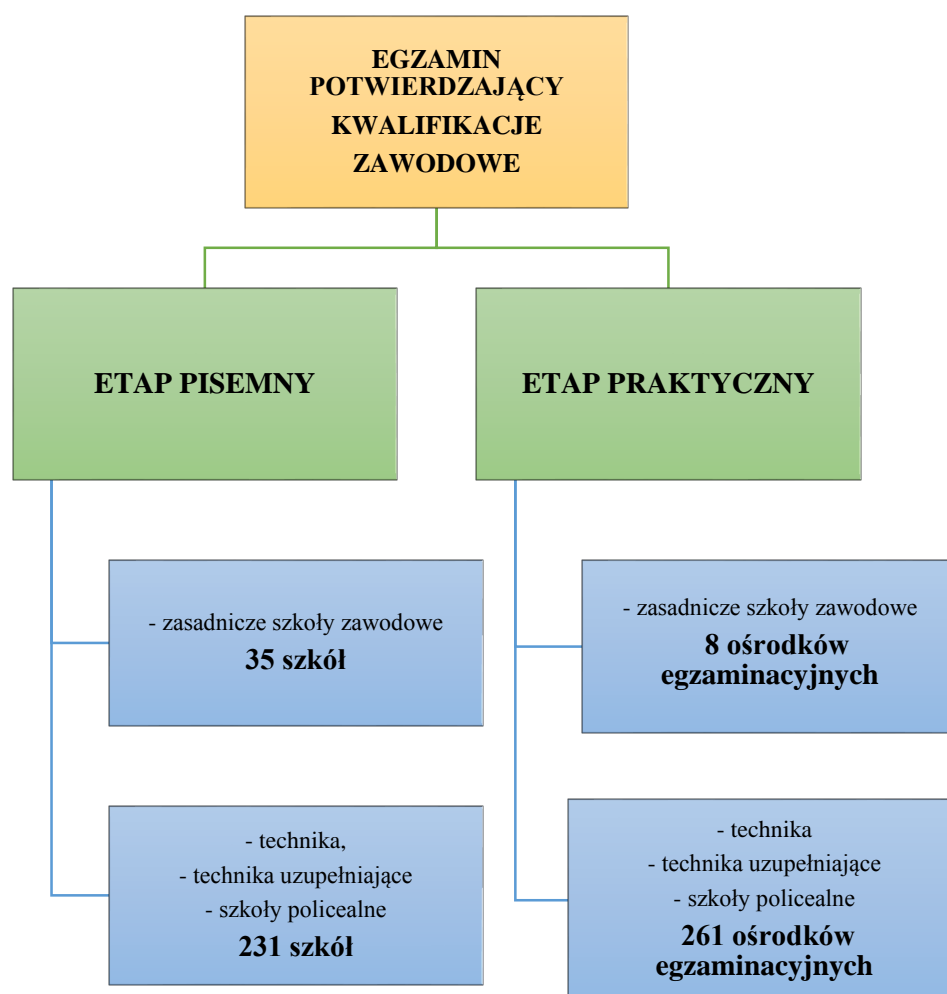 EGZAMIN
POTWIERDZAJĄCY
KWALIFIKACJE
ZAWODOWE
ETAP PISEMNY
ETAP PRAKTYCZNY
- zasadnicze szkoły zawodowe
35 szkół
- zasadnicze szkoły zawodowe
8 ośrodków
egzaminacyjnych
- technika,
- technika uzupełniające
- szkoły policealne
231 szkół
- technika
- technika uzupełniające
- szkoły policealne
261 ośrodków
egzaminacyjnych